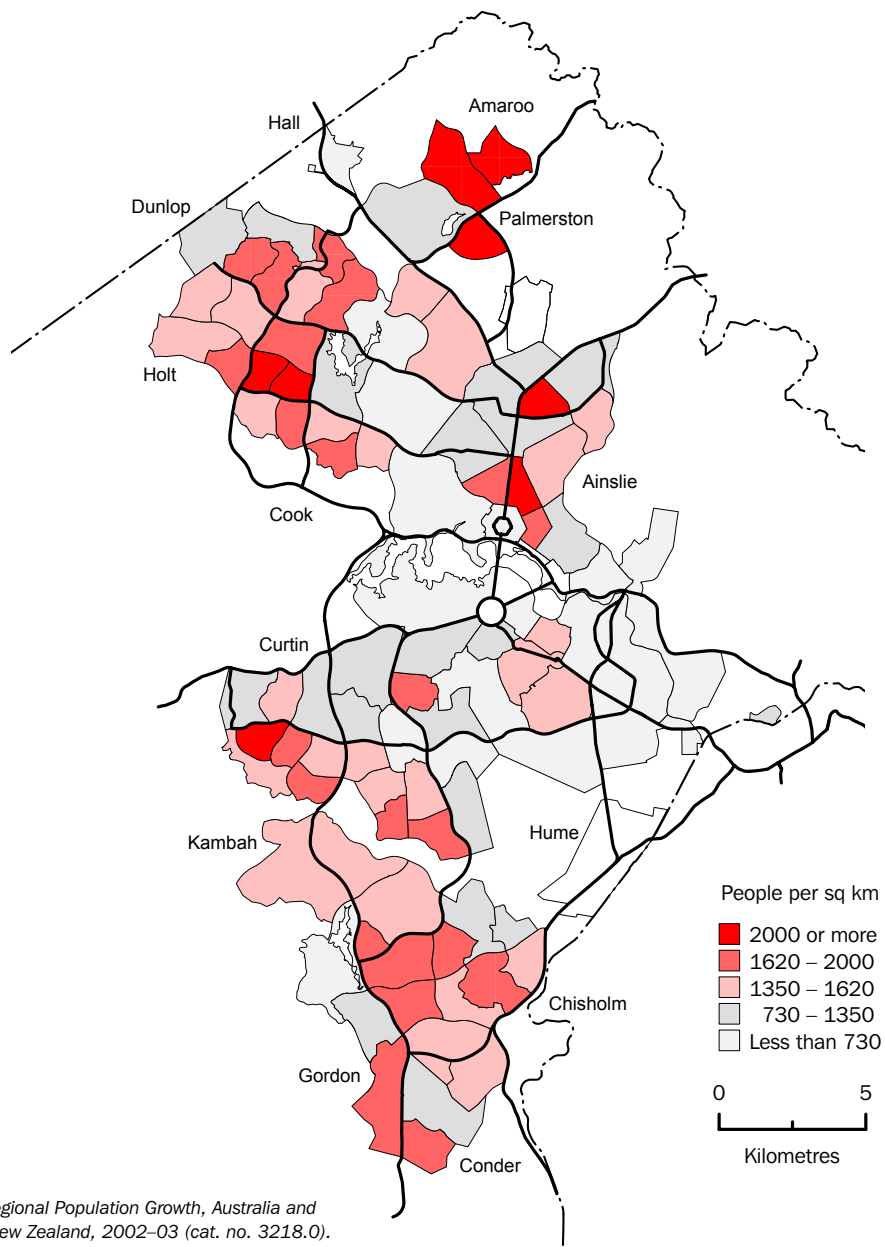 Amaroo
Hall
Dunlop
Palmerston
Holt
Ainslie
Cook
Curtin
Kambah
Hume
People per sq km
2000 or more
1620 – 2000
1350 – 1620
730 – 1350
Less than 730
Chisholm
Gordon
0 5
Kilometres
Conder
egional Population Growth, Australia and
ew Zealand, 2002–03 (cat. no. 3218.0).